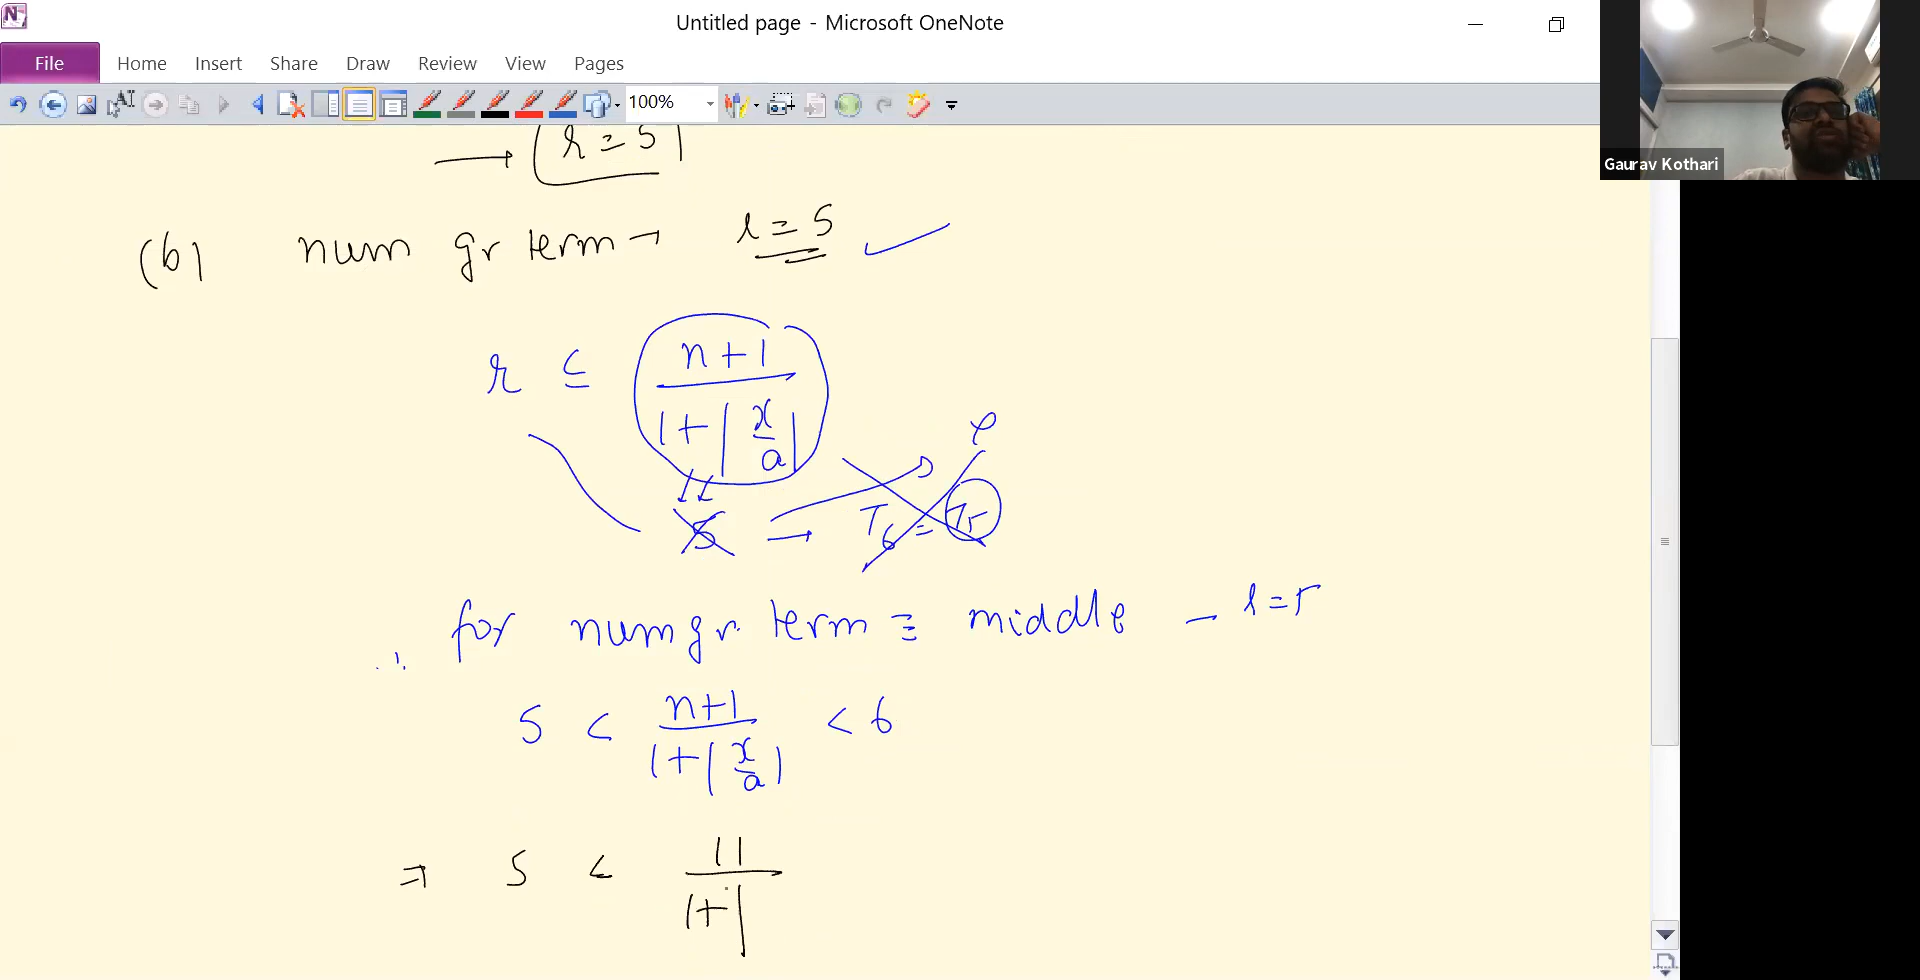 Untitled page - Microsoft OneNote
File Home Insert Share Draw Review View Pages
100%
Gaurav Kothari
→ r = 5
(b) num gr term → r = 5 ✓
r ≤ n+1 / 1+|x/a|
5 → T6 = T5
∴ for num gr. term ≡ middle – r = 5
5 < n+1 / 1+|x/a| < 6
⇒ 5 < 11 / 1+|